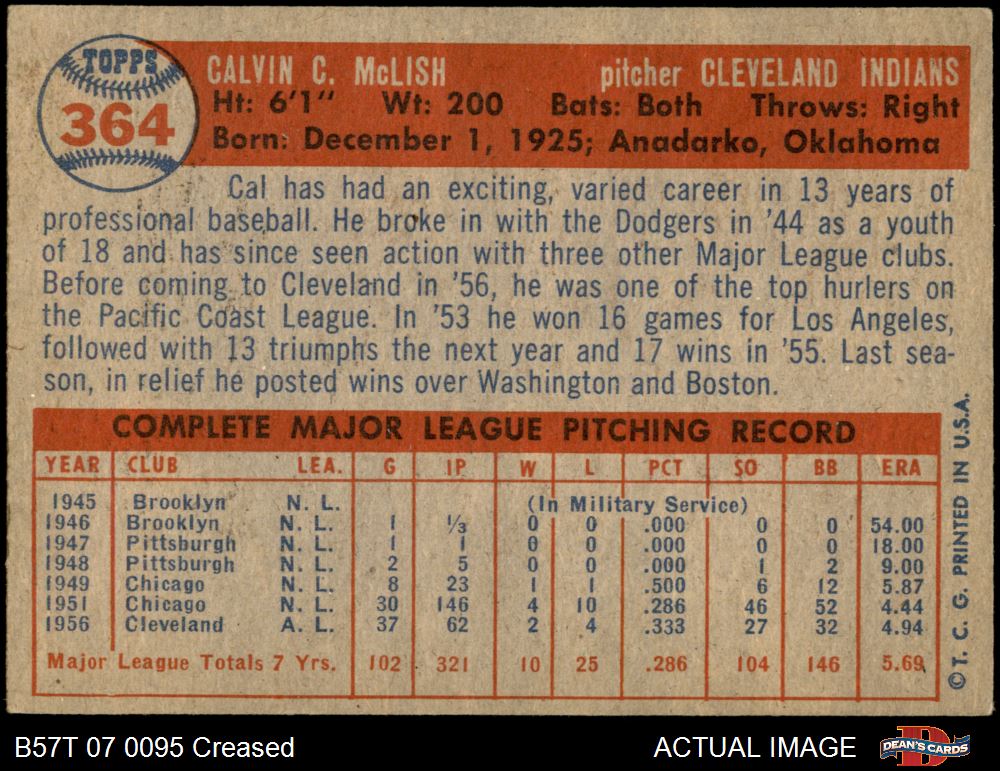 TOPPS
364
CALVIN C. McLISH pitcher CLEVELAND INDIANS
Ht: 6'1" Wt: 200 Bats: Both Throws: Right
Born: December 1, 1925; Anadarko, Oklahoma
Cal has had an exciting, varied career in 13 years of
professional baseball. He broke in with the Dodgers in '44 as a youth
of 18 and has since seen action with three other Major League clubs.
Before coming to Cleveland in '56, he was one of the top hurlers on
the Pacific Coast League. In '53 he won 16 games for Los Angeles,
followed with 13 triumphs the next year and 17 wins in '55. Last sea-
son, in relief he posted wins over Washington and Boston.
COMPLETE MAJOR LEAGUE PITCHING RECORD
YEAR CLUB LEA. G IP W L PCT SO BB ERA
1945 Brooklyn N. L. (In Military Service)
1946 Brooklyn N. L. 1 1/3 0 0 .000 0 0 54.00
1947 Pittsburgh N. L. 1 1 0 0 .000 0 0 18.00
1948 Pittsburgh N. L. 2 5 0 0 .000 1 2 9.00
1949 Chicago N. L. 8 23 1 1 .500 6 12 5.87
1951 Chicago N. L. 30 146 4 10 .286 46 52 4.44
1956 Cleveland A. L. 37 62 2 4 .333 27 32 4.94
Major League Totals 7 Yrs. 102 321 10 25 .286 104 146 5.69
© T. C. G. PRINTED IN U.S.A.
B57T 07 0095 Creased ACTUAL IMAGE
D
DEAN'S CARDS